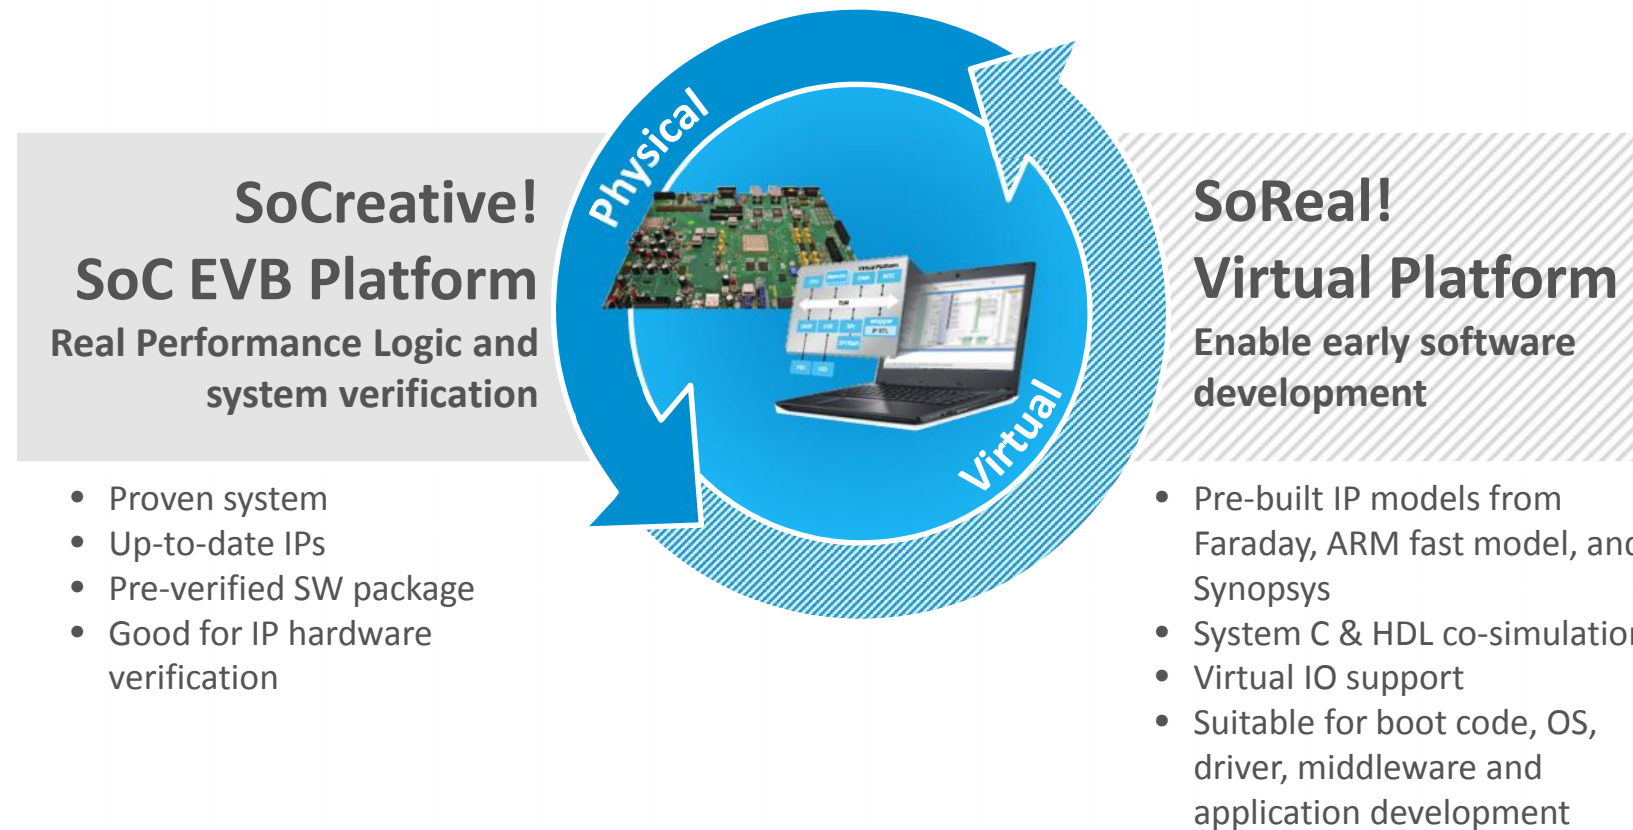 SoCreative!
SoC EVB Platform
Real Performance Logic and
system verification
• Proven system
• Up-to-date IPs
• Pre-verified SW package
• Good for IP hardware
verification
Physical
Virtual Platform
TLM
Virtual
SoReal!
Virtual Platform
Enable early software
development
• Pre-built IP models from
Faraday, ARM fast model, and
Synopsys
• System C & HDL co-simulation
• Virtual IO support
• Suitable for boot code, OS,
driver, middleware and
application development